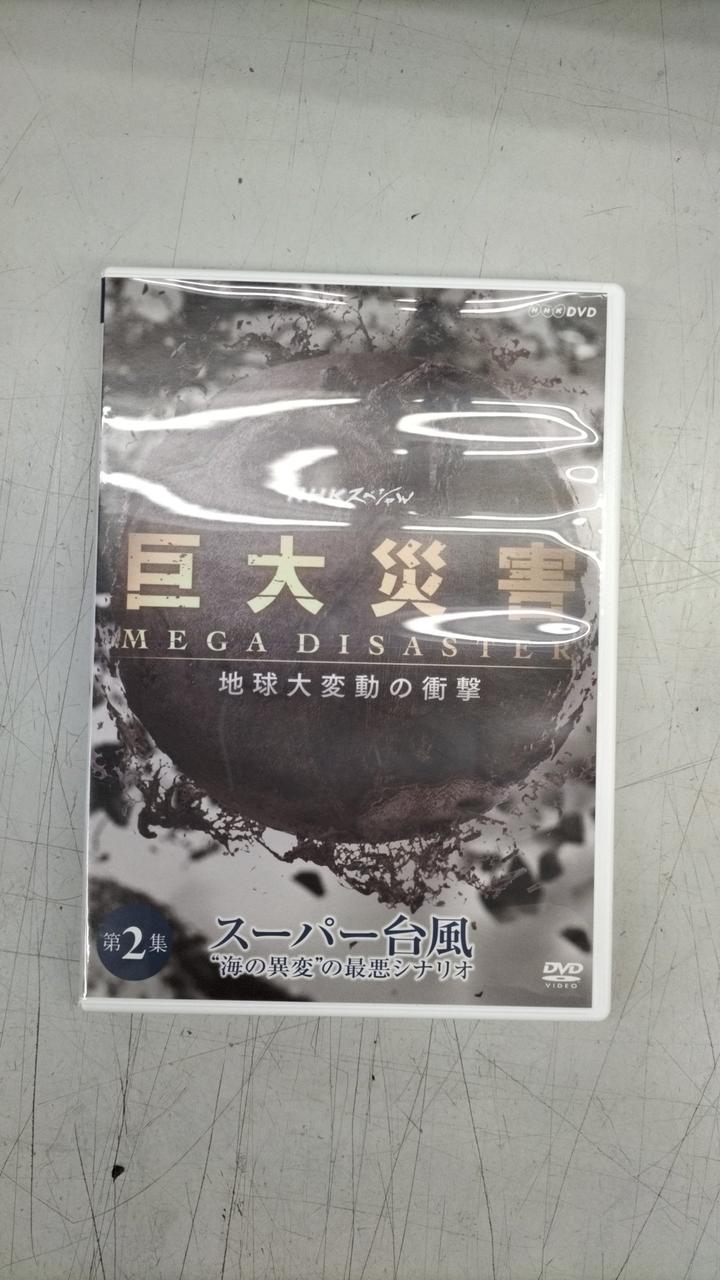 NHK DVD
NHKスペシャル
巨大災害
MEGA DISASTER
地球大変動の衝撃
第2集
スーパー台風
“海の異変”の最悪シナリオ
DVD
VIDEO